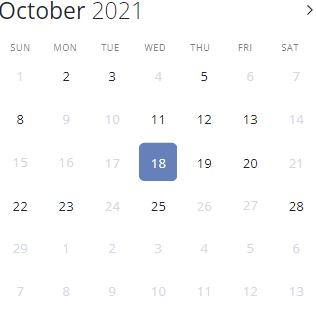 October 2021
SUN MON TUE WED THU FRI SAT
1 2 3 4 5 6 7
8 9 10 11 12 13 14
15 16 17 18 19 20 21
22 23 24 25 26 27 28
29 1 2 3 4 5 6
7 8 9 10 11 12 13